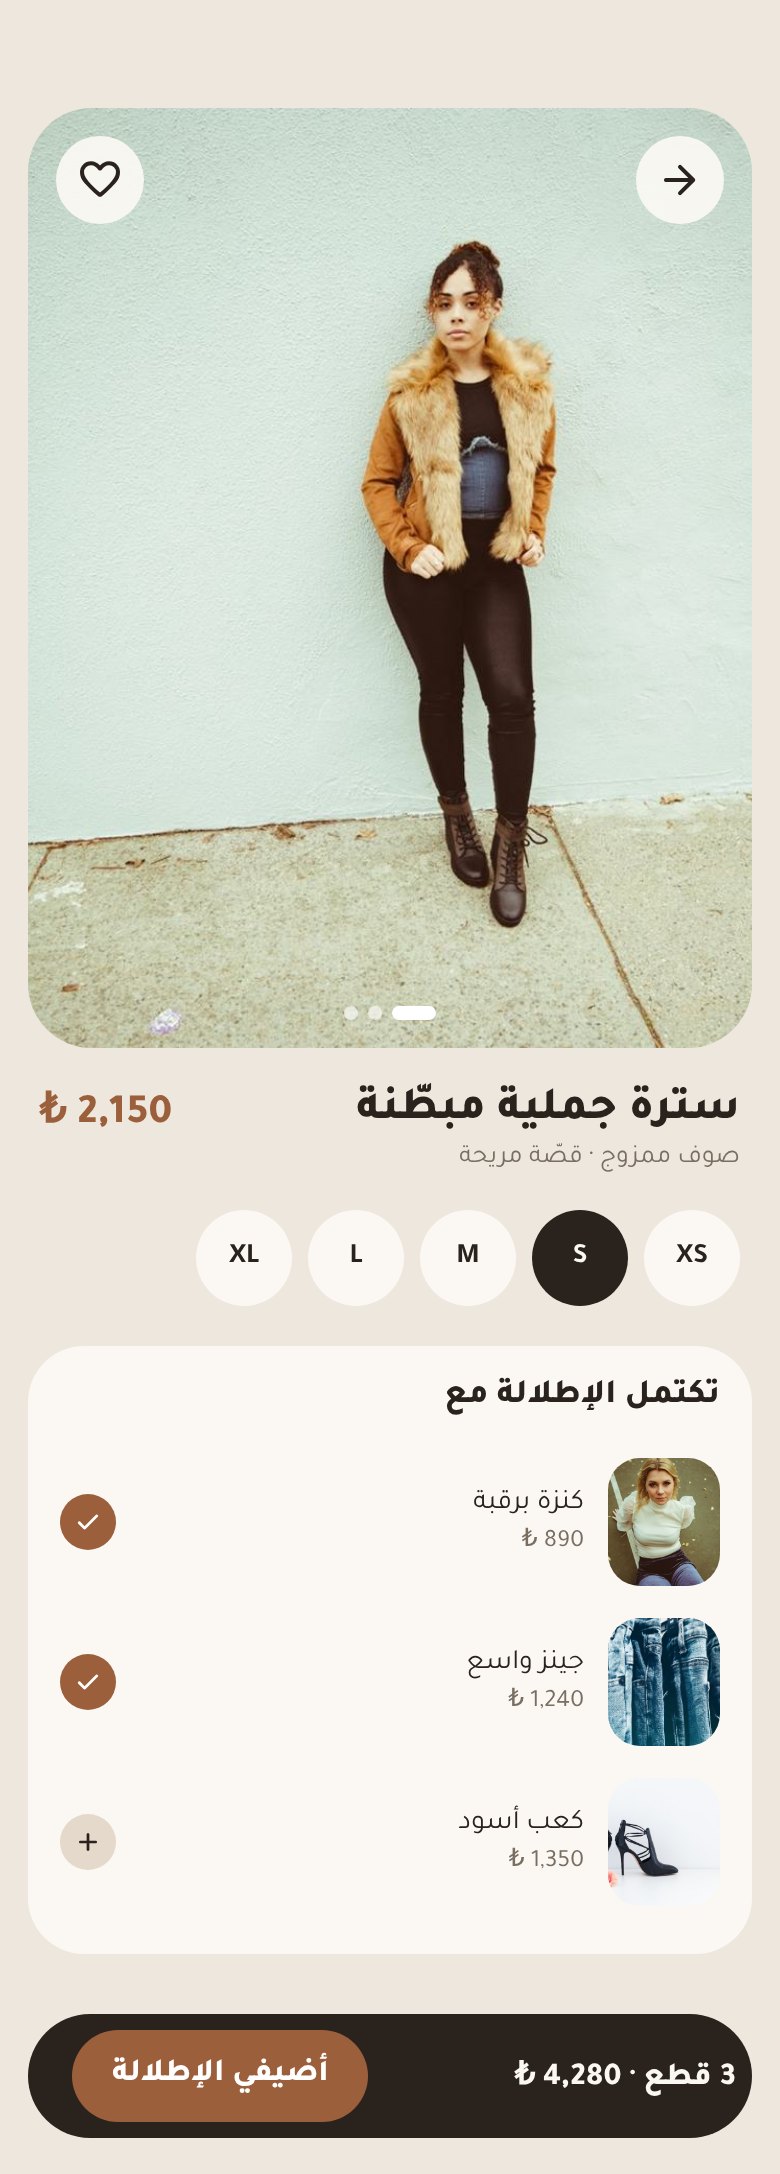 سترة جملية مبطّنة
2,150 ₺
صوف ممزوج · قصّة مريحة
XS
S
M
L
XL
تكتمل الإطلالة مع
كنزة برقبة
890 ₺
جينز واسع
1,240 ₺
كعب أسود
1,350 ₺
3 قطع · 4,280 ₺
أضيفي الإطلالة